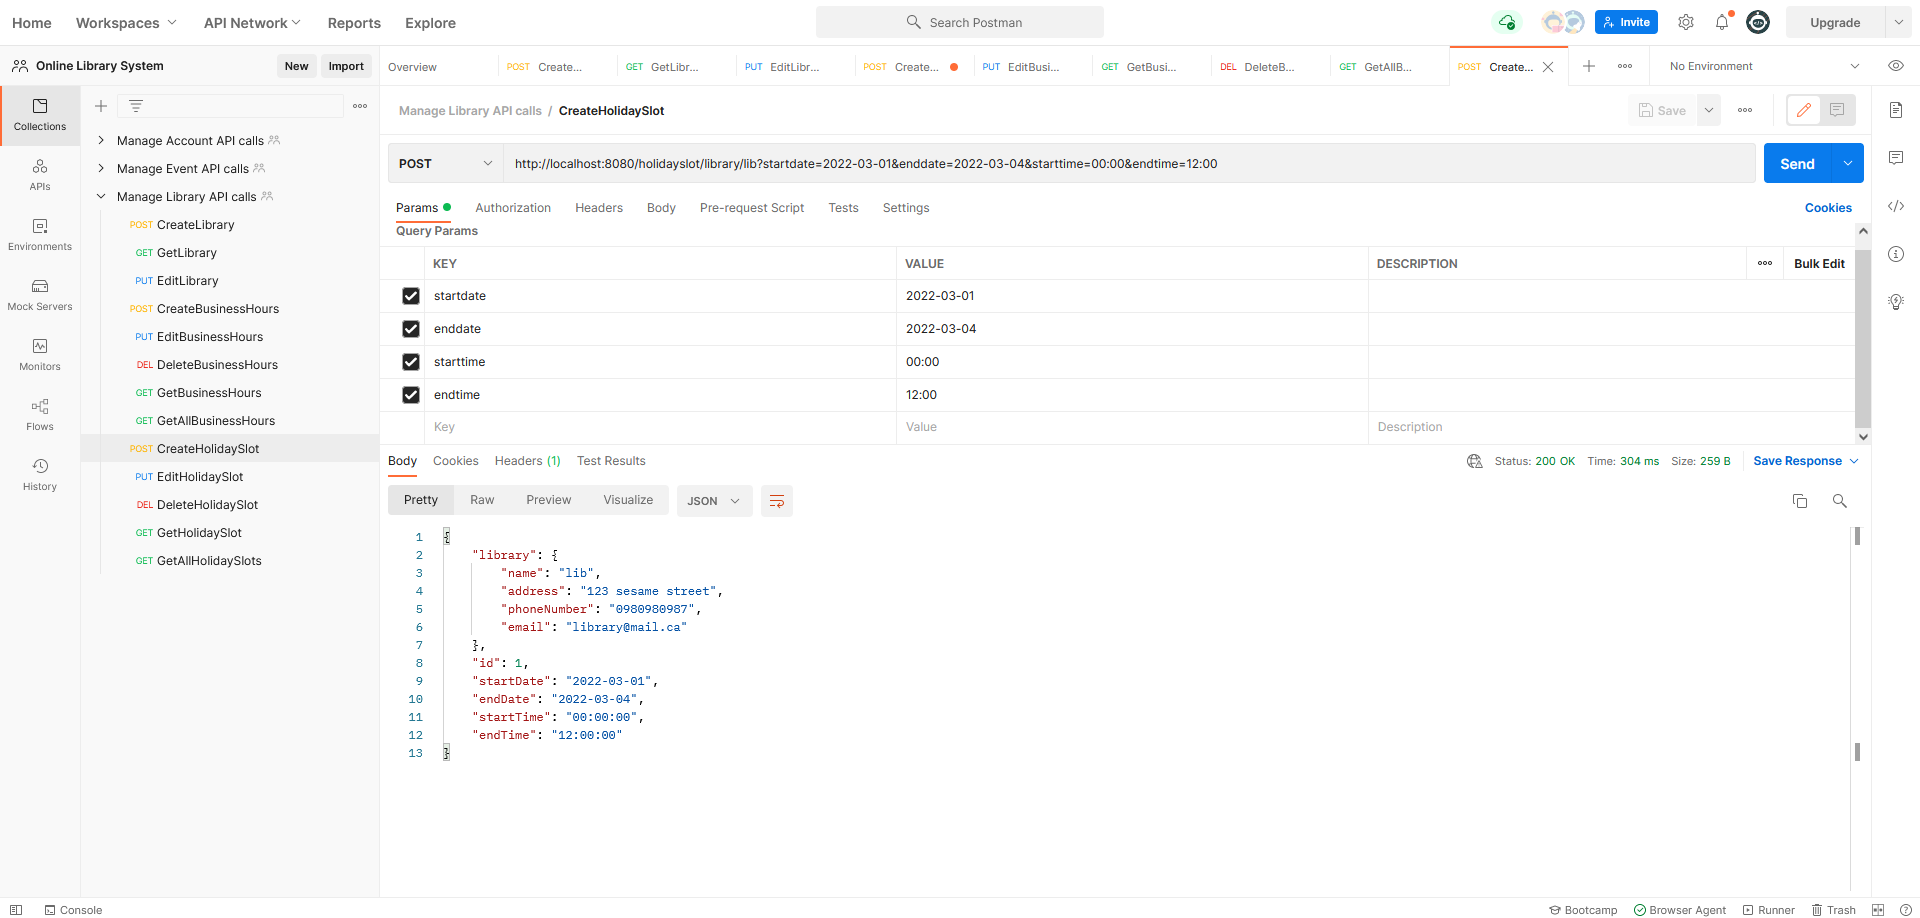 Home Workspaces API Network Reports Explore Search Postman Invite Upgrade
Online Library System New Import
Overview POST Create... GET GetLibr... PUT EditLibr... POST Create... PUT EditBusi... GET GetBusi... DEL DeleteB... GET GetAllB... POST Create... No Environment
Collections
APIs
Environments
Mock Servers
Monitors
Flows
History
Manage Account API calls
Manage Event API calls
Manage Library API calls
POST CreateLibrary
GET GetLibrary
PUT EditLibrary
POST CreateBusinessHours
PUT EditBusinessHours
DEL DeleteBusinessHours
GET GetBusinessHours
GET GetAllBusinessHours
POST CreateHolidaySlot
PUT EditHolidaySlot
DEL DeleteHolidaySlot
GET GetHolidaySlot
GET GetAllHolidaySlots
Manage Library API calls / CreateHolidaySlot Save
POST http://localhost:8080/holidayslot/library/lib?startdate=2022-03-01&enddate=2022-03-04&starttime=00:00&endtime=12:00 Send
Params Authorization Headers Body Pre-request Script Tests Settings Cookies
Query Params
KEY VALUE DESCRIPTION Bulk Edit
startdate 2022-03-01
enddate 2022-03-04
starttime 00:00
endtime 12:00
Key Value Description
Body Cookies Headers (1) Test Results Status: 200 OK Time: 304 ms Size: 259 B Save Response
Pretty Raw Preview Visualize JSON
1 {
2 "library": {
3 "name": "lib",
4 "address": "123 sesame street",
5 "phoneNumber": "0980980987",
6 "email": "library@mail.ca"
7 },
8 "id": 1,
9 "startDate": "2022-03-01",
10 "endDate": "2022-03-04",
11 "startTime": "00:00:00",
12 "endTime": "12:00:00"
13 }
Console Bootcamp Browser Agent Runner Trash